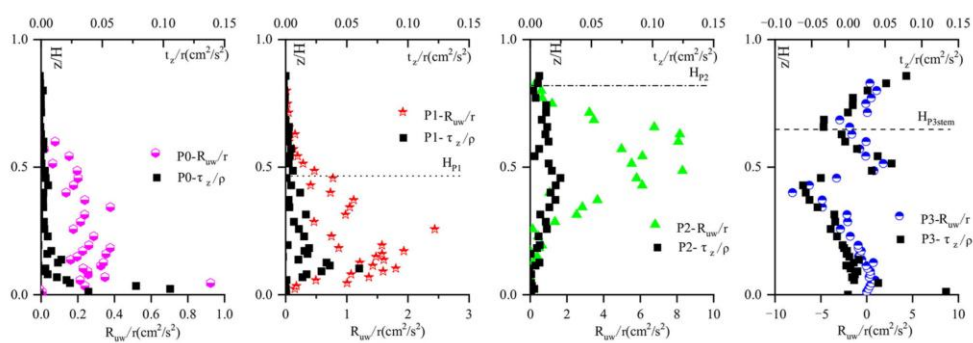 0.00 0.05 0.10 0.15
t_z/r(cm²/s²)
z/H
P0-R_uw/r
P0-τ_z/ρ
1.0
0.5
0.0
0.0 0.2 0.4 0.6 0.8 1.0
R_uw/r(cm²/s²)
0.00 0.05 0.10 0.15
t_z/r(cm²/s²)
z/H
P1-R_uw/r
P1-τ_z/ρ
H_P1
1.0
0.5
0.0
0 1 2 3
R_uw/r(cm²/s²)
0.00 0.05 0.10 0.15
t_z/r(cm²/s²)
z/H
H_P2
P2-R_uw/r
P2-τ_z/ρ
1.0
0.5
0.0
0 2 4 6 8 10
R_uw/r(cm²/s²)
−0.10 −0.05 0.00 0.05 0.10
t_z/r(cm²/s²)
z/H
H_P3stem
P3-R_uw/r
P3-τ_z/ρ
1.0
0.5
0.0
−10 −5 0 5 10
R_uw/r(cm²/s²)